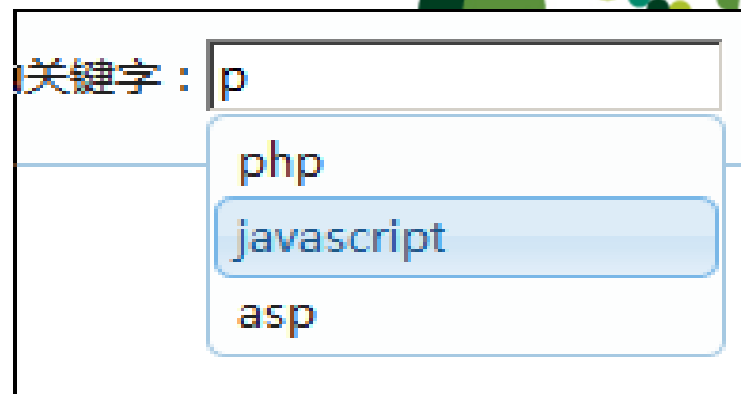 关键字：p
php
javascript
asp